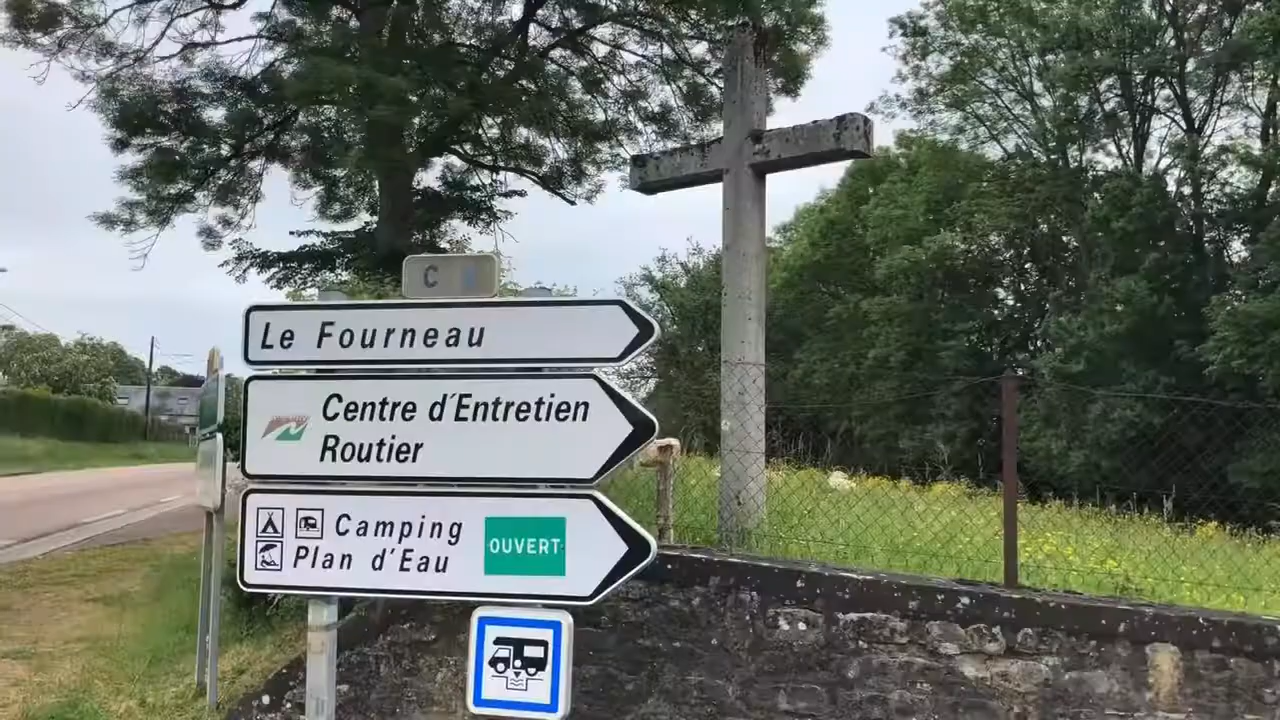 C
Le Fourneau
Centre d'Entretien
Routier
Camping
Plan d'Eau
OUVERT